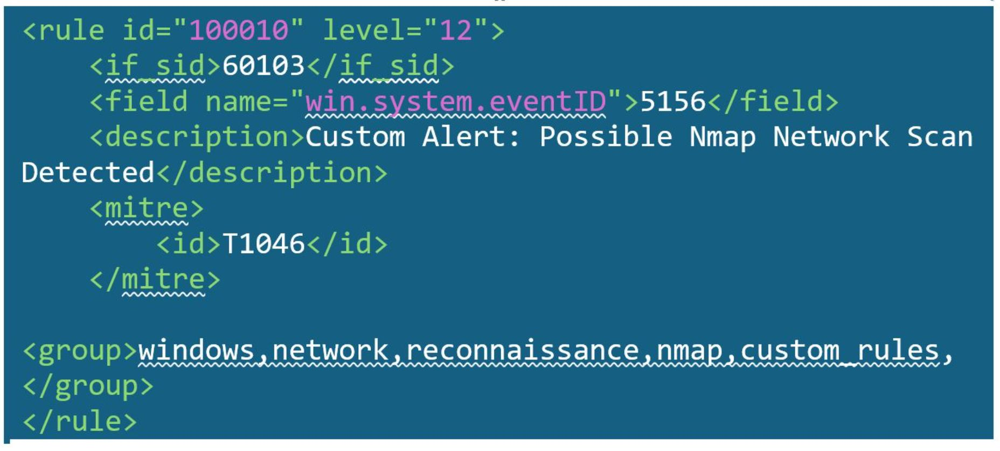 <rule id="100010" level="12">
<if_sid>60103</if_sid>
<field name="win.system.eventID">5156</field>
<description>Custom Alert: Possible Nmap Network Scan
Detected</description>
<mitre>
<id>T1046</id>
</mitre>
<group>windows,network,reconnaissance,nmap,custom_rules,
</group>
</rule>